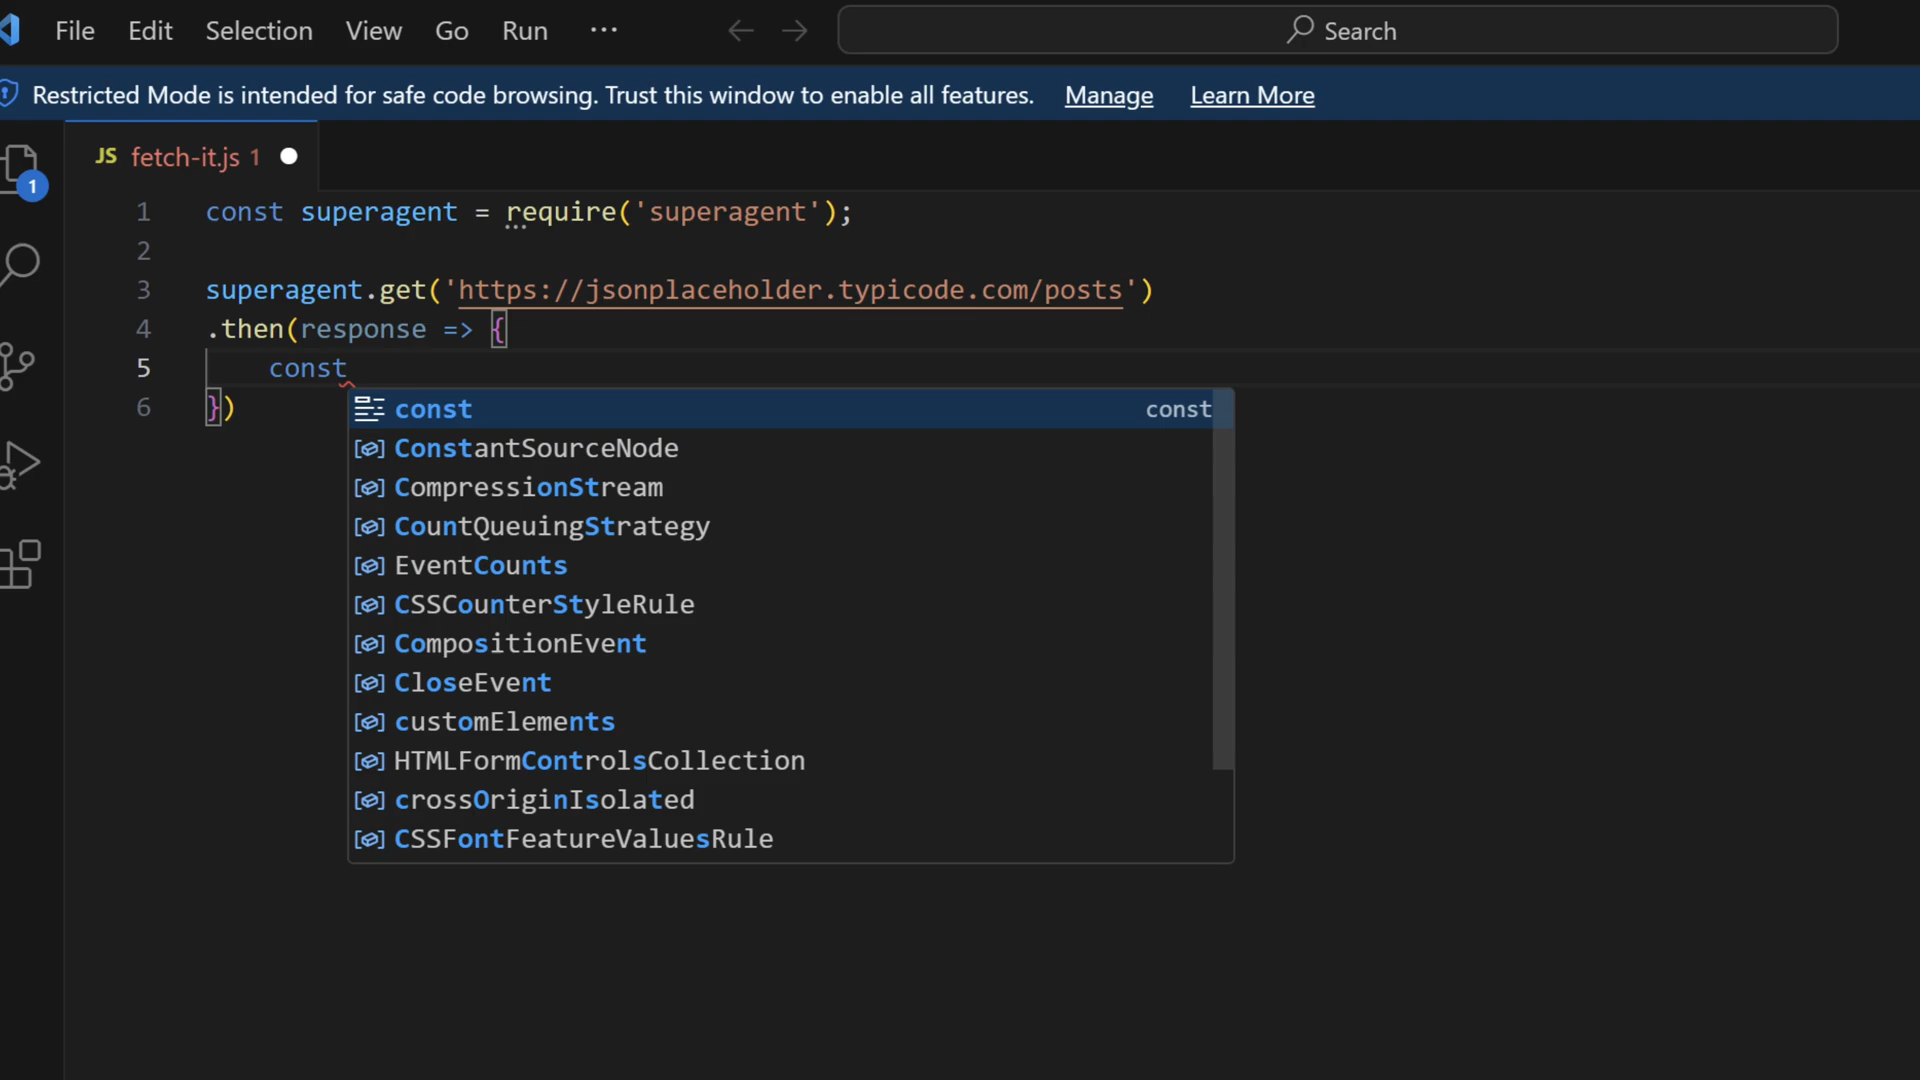 File Edit Selection View Go Run ··· Search
Restricted Mode is intended for safe code browsing. Trust this window to enable all features. Manage Learn More
JS fetch-it.js 1
1
1 const superagent = require('superagent');
2
3 superagent.get('https://jsonplaceholder.typicode.com/posts')
4 .then(response => {
5 const
6 })
const const
ConstantSourceNode
CompressionStream
CountQueuingStrategy
EventCounts
CSSCounterStyleRule
CompositionEvent
CloseEvent
customElements
HTMLFormControlsCollection
crossOriginIsolated
CSSFontFeatureValuesRule